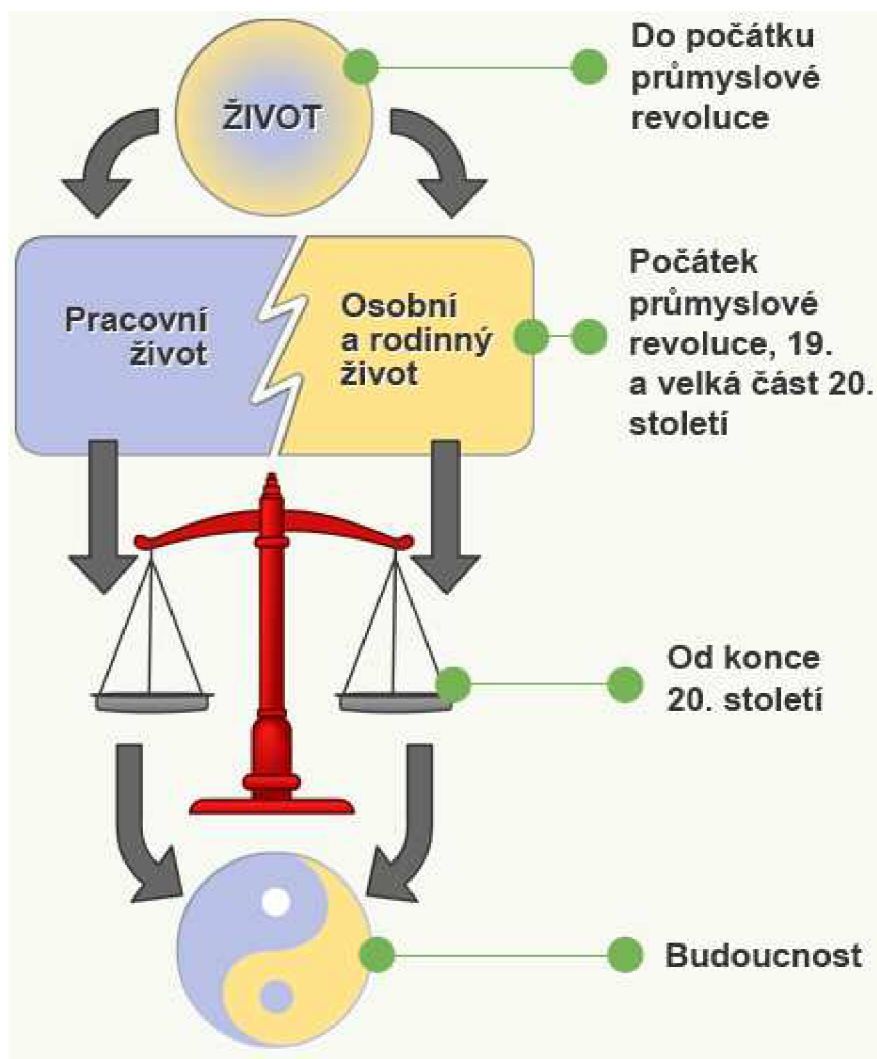 ŽIVOT
Do počátku
průmyslové
revoluce
Pracovní
život
Osobní
a rodinný
život
Počátek
průmyslové
revoluce, 19.
a velká část 20.
století
Od konce
20. století
Budoucnost